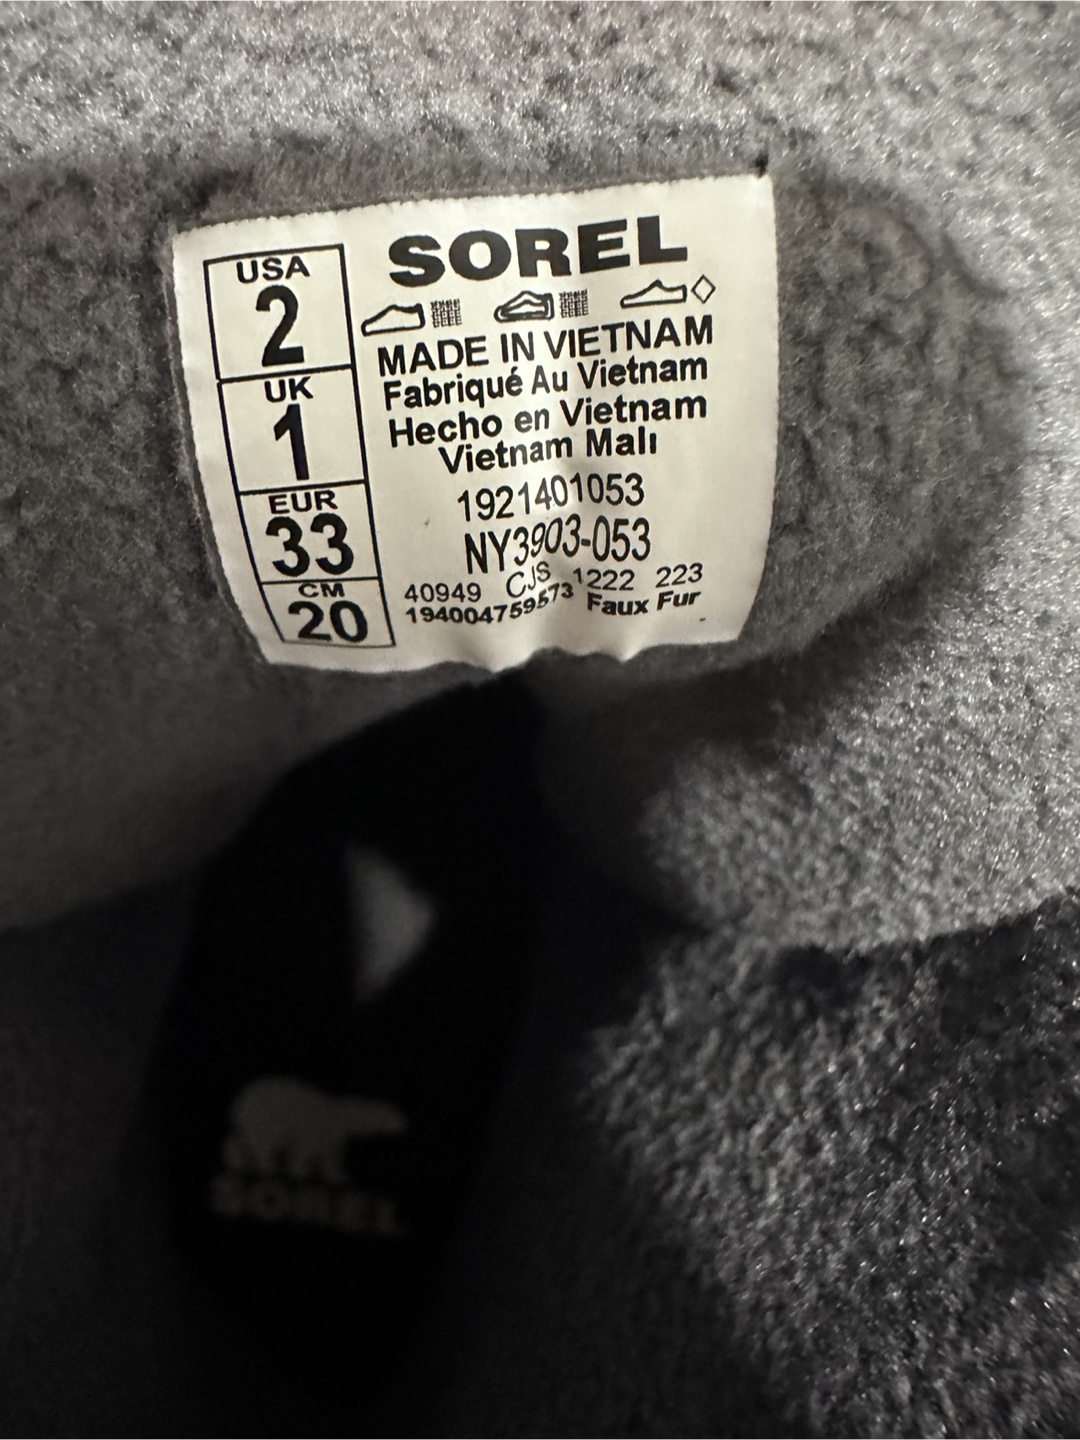 USA
2
UK
1
EUR
33
CM
20
SOREL
MADE IN VIETNAM
Fabriqué Au Vietnam
Hecho en Vietnam
Vietnam Malı
1921401053
NY3903-053
40949 CJS 1222 223
194004759573 Faux Fur
SOREL